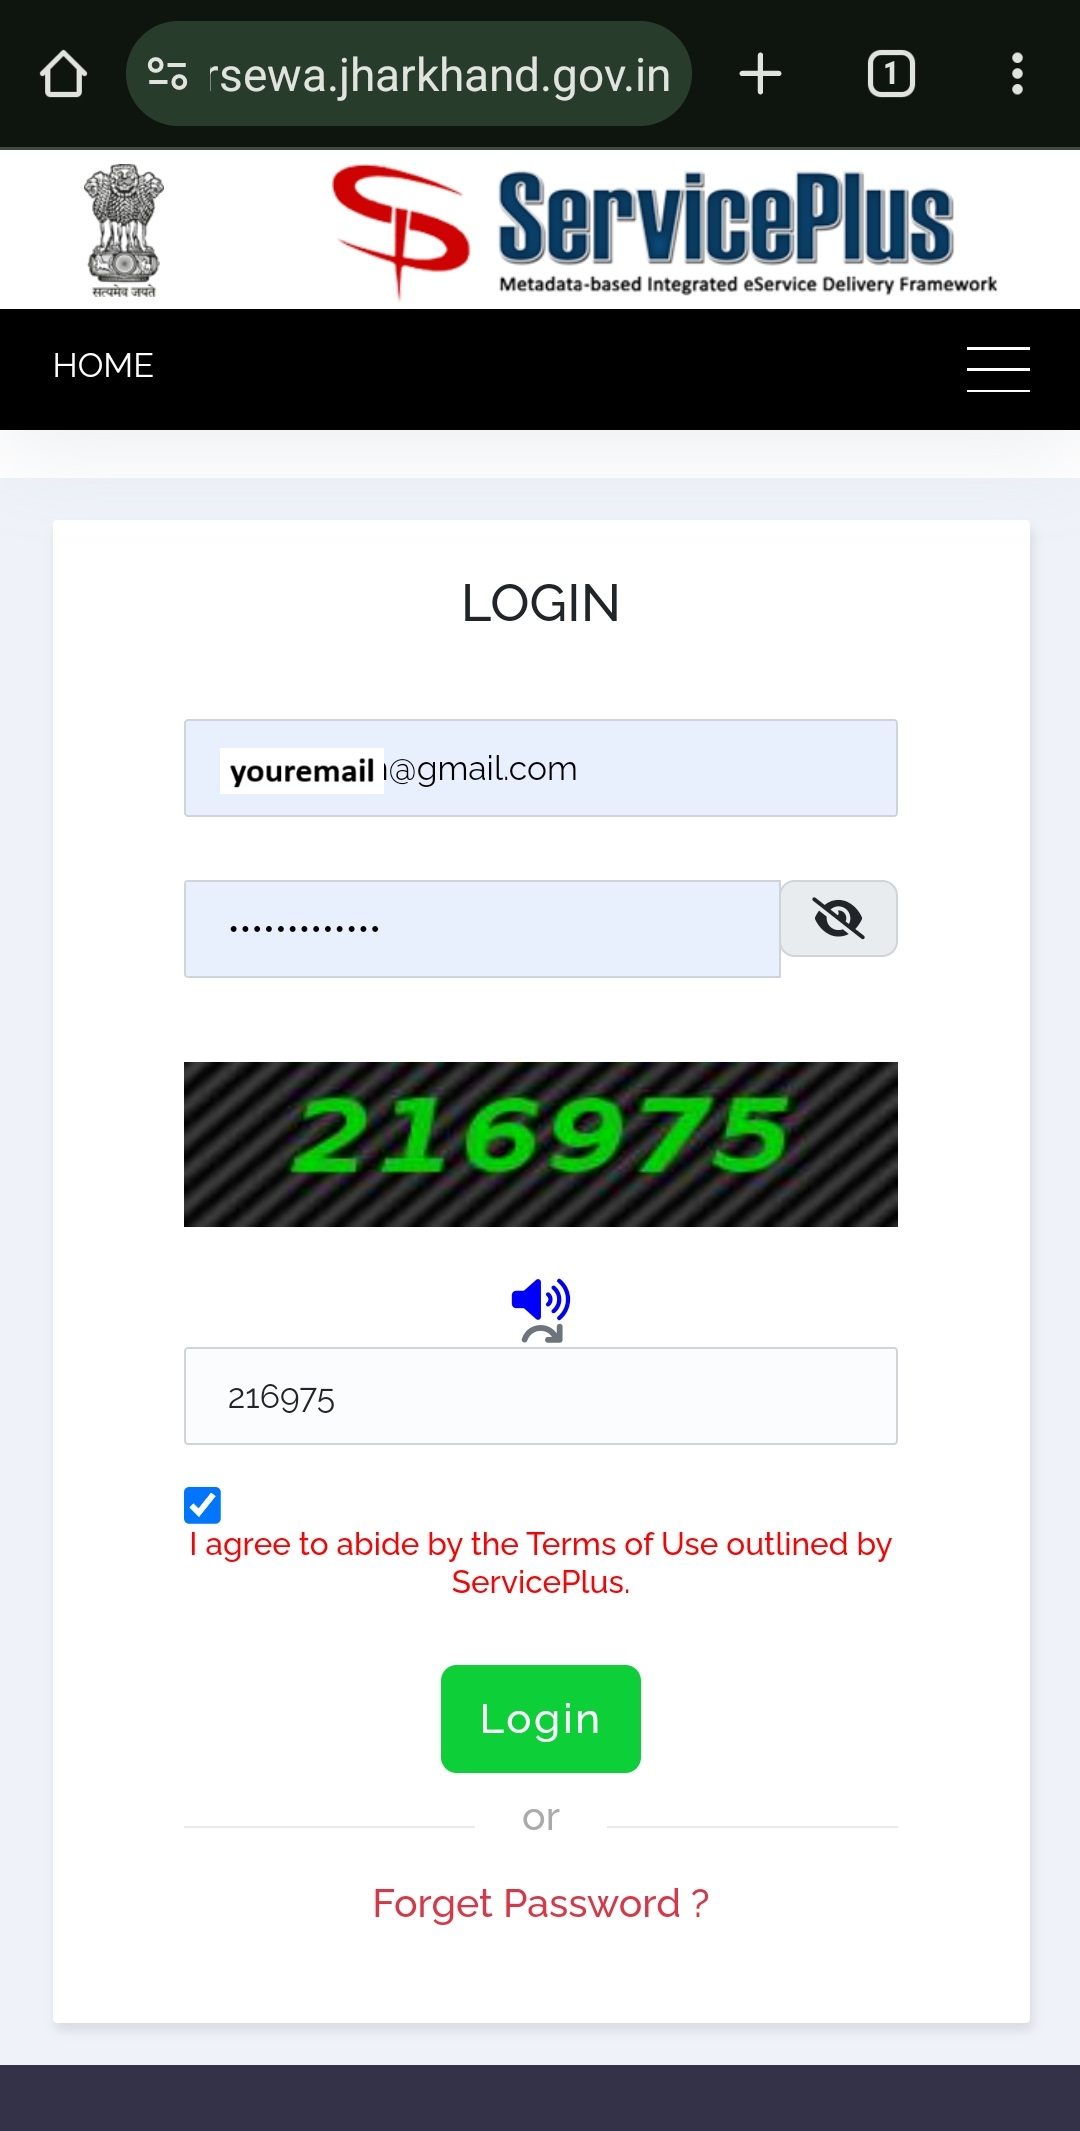 rsewa.jharkhand.gov.in
1
सत्यमेव जयते
ServicePlus
Metadata-based Integrated eService Delivery Framework
HOME
LOGIN
youremail @gmail.com
•••••••••••••
216975
216975
I agree to abide by the Terms of Use outlined by
ServicePlus.
Login
or
Forget Password ?